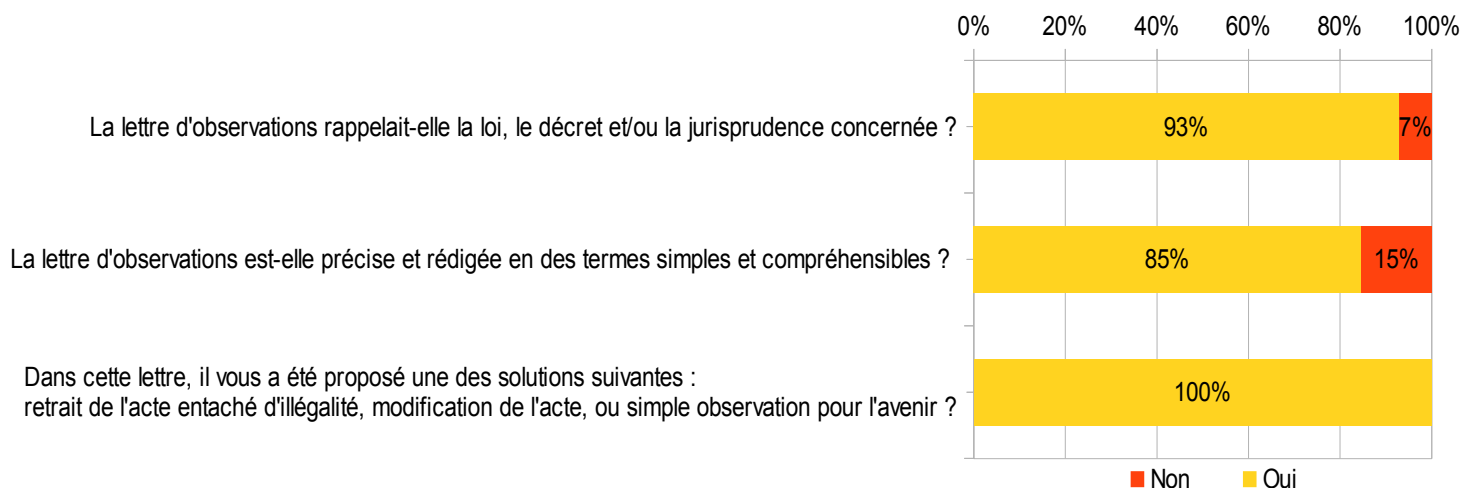 0% 20% 40% 60% 80% 100%
La lettre d'observations rappelait-elle la loi, le décret et/ou la jurisprudence concernée ?
93% 7%
La lettre d'observations est-elle précise et rédigée en des termes simples et compréhensibles ?
85% 15%
Dans cette lettre, il vous a été proposé une des solutions suivantes :
retrait de l'acte entaché d'illégalité, modification de l'acte, ou simple observation pour l'avenir ?
100%
Non Oui